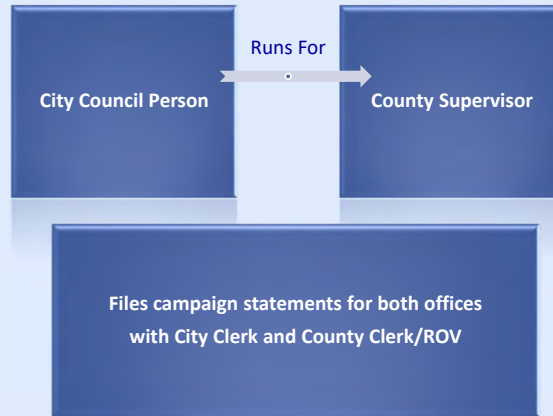 Runs For
City Council Person
County Supervisor
Files campaign statements for both offices
with City Clerk and County Clerk/ROV